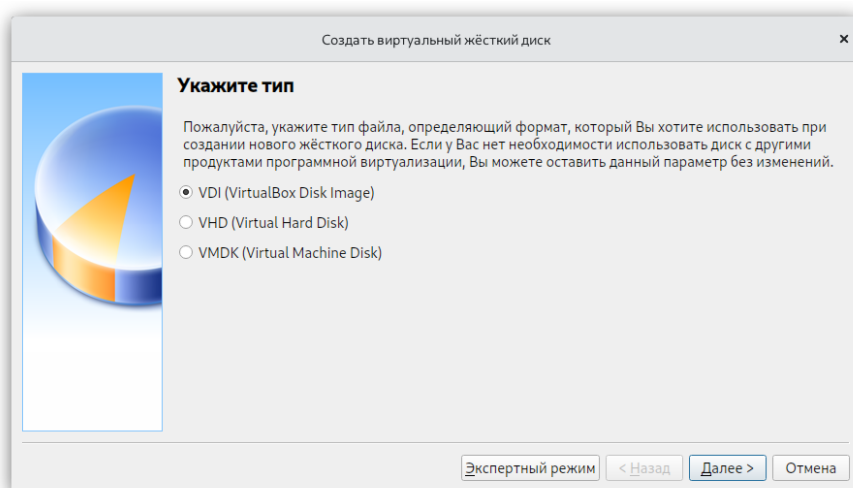 Создать виртуальный жёсткий диск
×
Укажите тип
Пожалуйста, укажите тип файла, определяющий формат, который Вы хотите использовать при
создании нового жёсткого диска. Если у Вас нет необходимости использовать диск с другими
продуктами программной виртуализации, Вы можете оставить данный параметр без изменений.
VDI (VirtualBox Disk Image)
VHD (Virtual Hard Disk)
VMDK (Virtual Machine Disk)
Экспертный режим < Назад Далее > Отмена